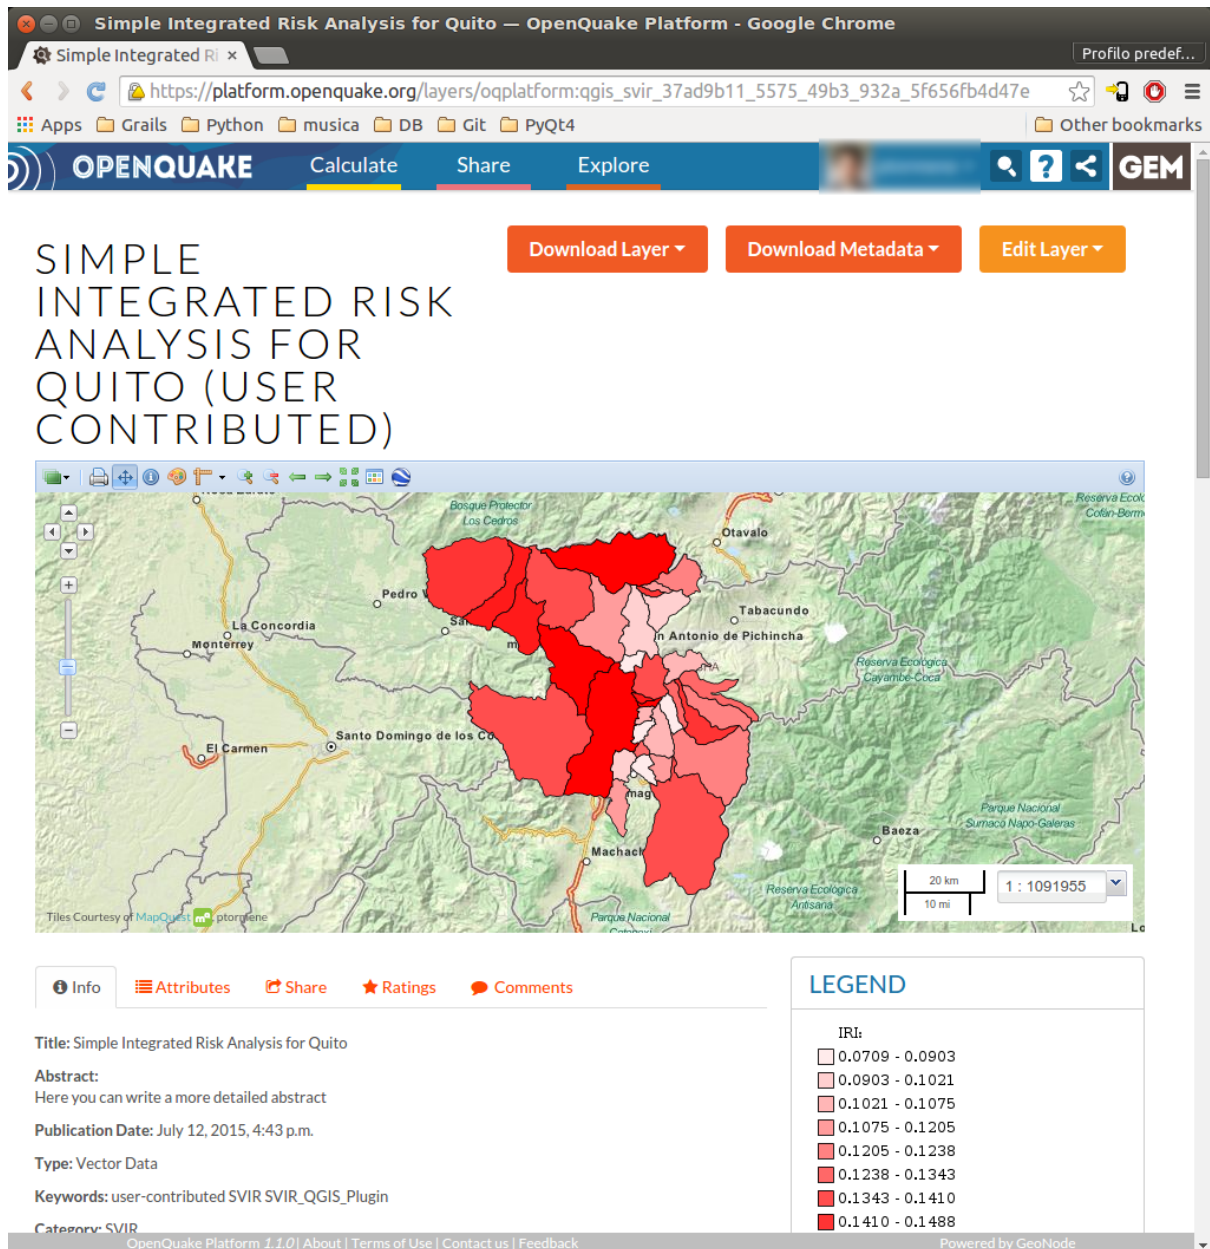 Simple Integrated Risk Analysis for Quito — OpenQuake Platform - Google Chrome
Simple Integrated Ri ×
Profilo predef...
https://platform.openquake.org/layers/oqplatform:qgis_svir_37ad9b11_5575_49b3_932a_5f656fb4d47e
Apps Grails Python musica DB Git PyQt4 Other bookmarks
OPENQUAKE Calculate Share Explore ? GEM
SIMPLE
INTEGRATED RISK
ANALYSIS FOR
QUITO (USER
CONTRIBUTED)
Download Layer
Download Metadata
Edit Layer
Bosque Protector
Los Cedros
Otavalo
Reserva Ecol
Cofán-Berm
Pedro V
La Concordia
Monterrey
Tabacundo
n Antonio de Pichincha
Reserva Ecológica
Cayambe-Coca
El Carmen
Santo Domingo de los Co
mag
Machach
Baeza
Parque Nacional
Sumaco Napo-Galeras
Reserva Ecológica
Antisana
Parque Nacional
20 km
10 mi
1 : 1091955
Tiles Courtesy of MapQuest ptormene
Info
Attributes
Share
Ratings
Comments
Title: Simple Integrated Risk Analysis for Quito
Abstract:
Here you can write a more detailed abstract
Publication Date: July 12, 2015, 4:43 p.m.
Type: Vector Data
Keywords: user-contributed SVIR SVIR_QGIS_Plugin
Category: SVIR
LEGEND
IRI:
0.0709 - 0.0903
0.0903 - 0.1021
0.1021 - 0.1075
0.1075 - 0.1205
0.1205 - 0.1238
0.1238 - 0.1343
0.1343 - 0.1410
0.1410 - 0.1488
OpenQuake Platform 1.1.0 | About | Terms of Use | Contact us | Feedback
Powered by GeoNode